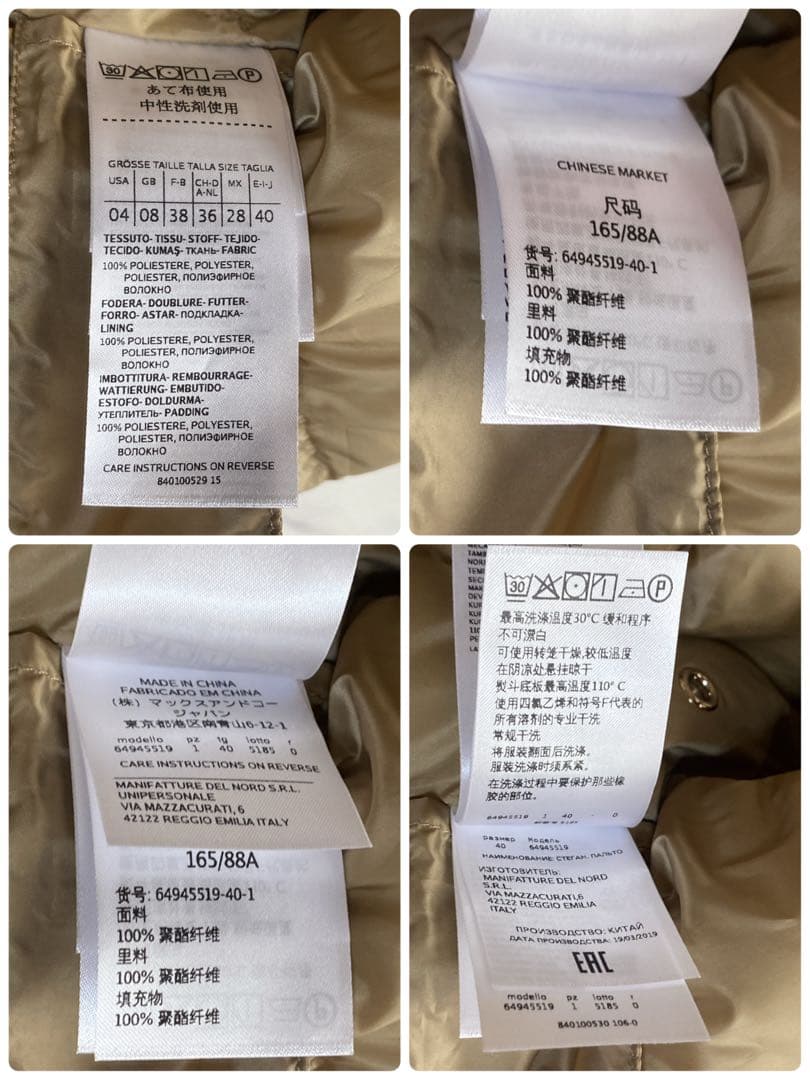 30 1 P
あて布使用
中性洗剤使用
GRÖSSE TAILLE TALLA SIZE TAGLIA
USA GB F-B CH-D A-NL MX E-I-J
04 08 38 36 28 40
TESSUTO- TISSU- STOFF- TEJIDO-
TECIDO- KUMAŞ- ТКАНЬ- FABRIC
100% POLIESTERE, POLYESTER,
POLIESTER, ПОЛИЭФИРНОЕ
ВОЛОКНО
FODERA- DOUBLURE- FUTTER-
FORRO- ASTAR- ПОДКЛАДКА-
LINING
100% POLIESTERE, POLYESTER,
POLIESTER, ПОЛИЭФИРНОЕ
ВОЛОКНО
IMBOTTITURA- REMBOURRAGE-
WATTIERUNG- EMBUTIDO-
ESTOFO- DOLDURMA-
УТЕПЛИТЕЛЬ- PADDING
100% POLIESTERE, POLYESTER,
POLIESTER, ПОЛИЭФИРНОЕ
ВОЛОКНО
CARE INSTRUCTIONS ON REVERSE
840100529 15
CHINESE MARKET
尺码
165/88A
货号: 64945519-40-1
面料
100% 聚酯纤维
里料
100% 聚酯纤维
填充物
100% 聚酯纤维
MADE IN CHINA
FABRICADO EM CHINA
(株) マックスアンドコー
ジャパン
東京都港区南青山6-12-1
modello pz tg lotto r
64945519 1 40 5185 0
CARE INSTRUCTIONS ON REVERSE
MANIFATTURE DEL NORD S.R.L.
UNIPERSONALE
VIA MAZZACURATI, 6
42122 REGGIO EMILIA ITALY
165/88A
货号: 64945519-40-1
面料
100% 聚酯纤维
里料
100% 聚酯纤维
填充物
100% 聚酯纤维
30 1 P
最高洗涤温度30°C 缓和程序
不可漂白
可使用转笼干燥,较低温度
在阴凉处悬挂晾干
熨斗底板最高温度110° C
使用四氯乙烯和符号F代表的
所有溶剂的专业干洗
常规干洗
将服装翻面后洗涤。
服装洗涤时须系紧。
在洗涤过程中要保护那些橡
胶的部位。
64945519 1 40 - 0
размер Модель
40 64945519
НАИМЕНОВАНИЕ: СТЕГАН. ПАЛЬТО
ИЗГОТОВИТЕЛЬ:
MANIFATTURE DEL NORD
S.R.L.
VIA MAZZACURATI,6
42122 REGGIO EMILIA
ITALY
ПРОИЗВОДСТВО: КИТАЙ
ДАТА ПРОИЗВОДСТВА: 19/03/2019
EAC
modello pz lotto r
64945519 1 5185 0
840100530 106-0